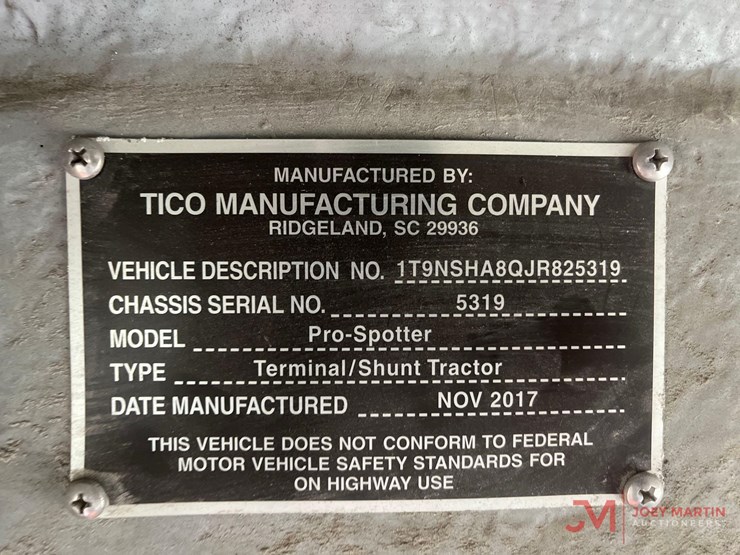 MANUFACTURED BY:
TICO MANUFACTURING COMPANY
RIDGELAND, SC 29936
VEHICLE DESCRIPTION NO. 1T9NSHA8QJR825319
CHASSIS SERIAL NO. 5319
MODEL Pro-Spotter
TYPE Terminal/Shunt Tractor
DATE MANUFACTURED NOV 2017
THIS VEHICLE DOES NOT CONFORM TO FEDERAL
MOTOR VEHICLE SAFETY STANDARDS FOR
ON HIGHWAY USE
JM JOEY MARTIN
AUCTIONEERS